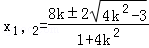 x₁,₂=(8k±2√(4k²−3))/(1+4k²)